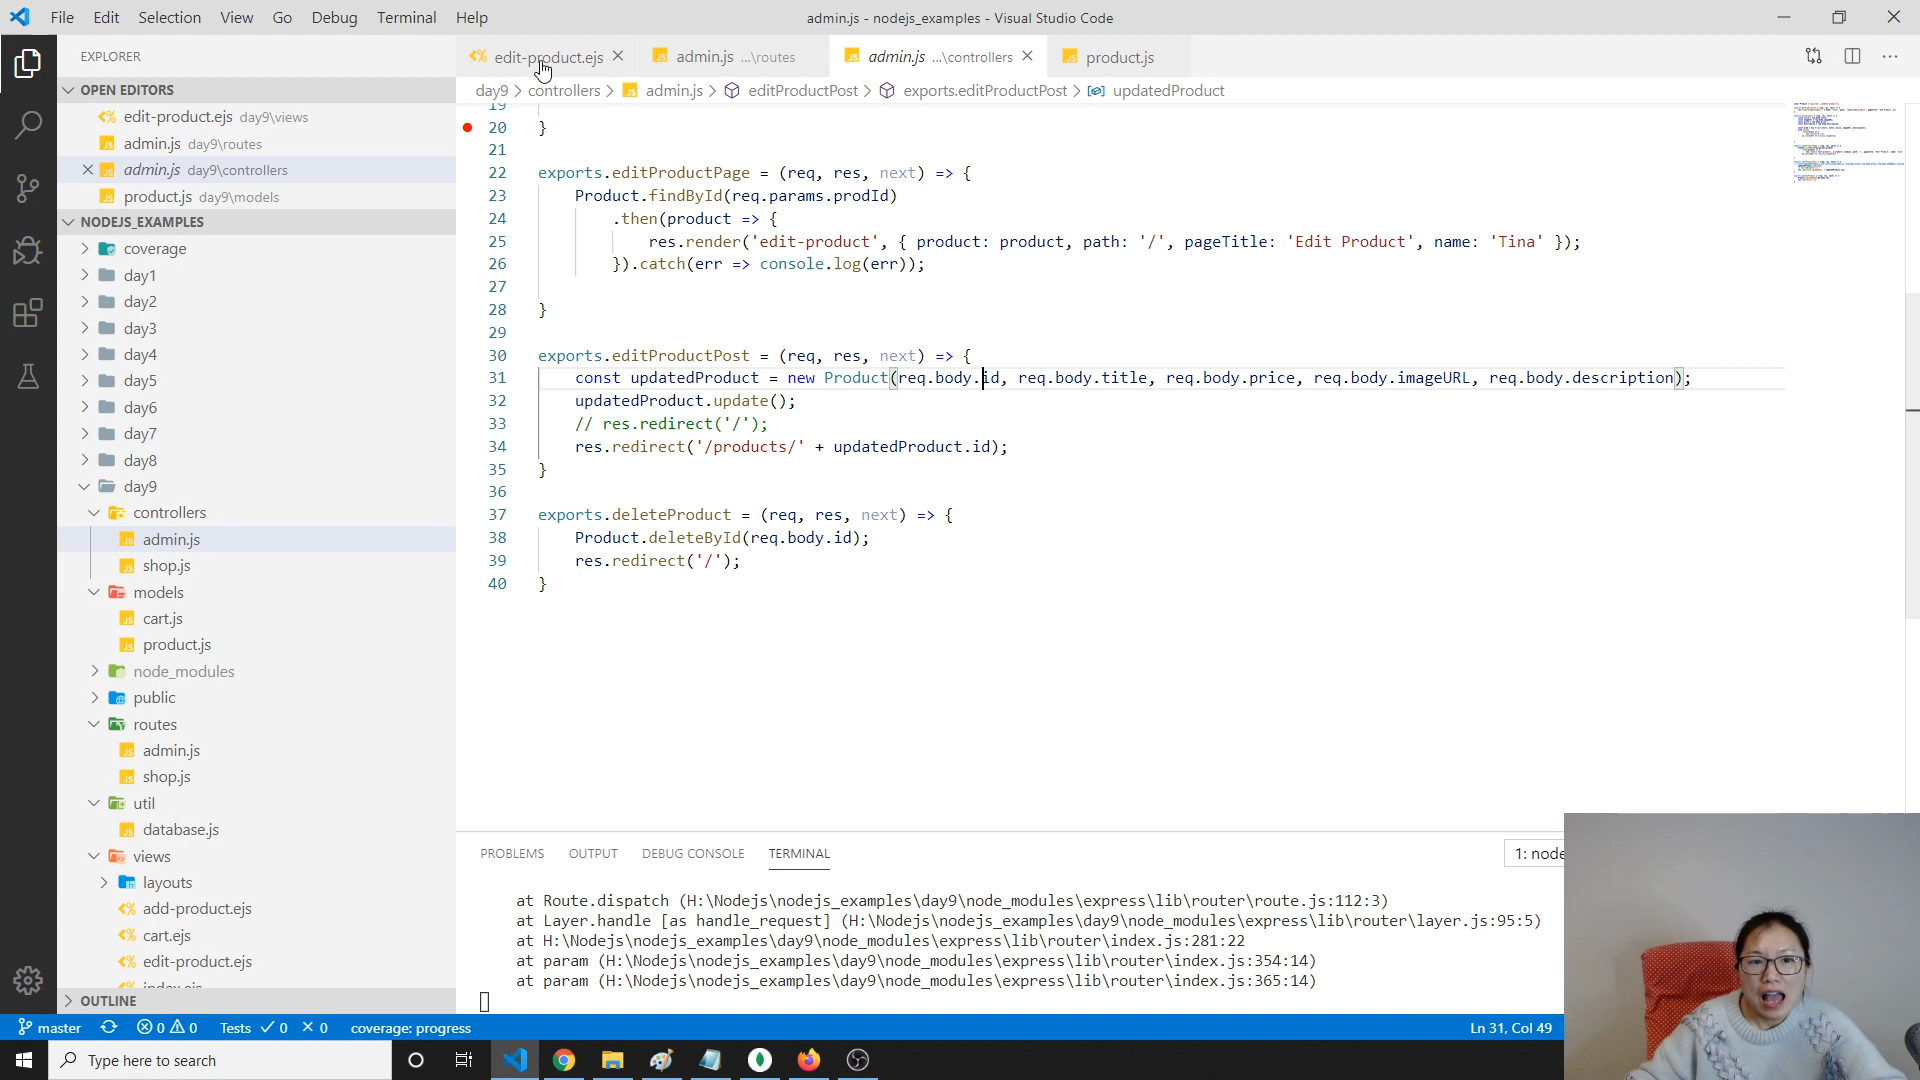 File Edit Selection View Go Debug Terminal Help
admin.js - nodejs_examples - Visual Studio Code
EXPLORER
OPEN EDITORS
edit-product.ejs day9\views
admin.js day9\routes
admin.js day9\controllers
product.js day9\models
NODEJS_EXAMPLES
coverage
day1
day2
day3
day4
day5
day6
day7
day8
day9
controllers
admin.js
shop.js
models
cart.js
product.js
node_modules
public
routes
admin.js
shop.js
util
database.js
views
layouts
add-product.ejs
cart.ejs
edit-product.ejs
index.ejs
OUTLINE
edit-product.ejs
admin.js ...\routes
admin.js ...\controllers
product.js
day9 > controllers > admin.js > editProductPost > exports.editProductPost > updatedProduct
19
20 }
21
22 exports.editProductPage = (req, res, next) => {
23 Product.findById(req.params.prodId)
24 .then(product => {
25 res.render('edit-product', { product: product, path: '/', pageTitle: 'Edit Product', name: 'Tina' });
26 }).catch(err => console.log(err));
27
28 }
29
30 exports.editProductPost = (req, res, next) => {
31 const updatedProduct = new Product(req.body.id, req.body.title, req.body.price, req.body.imageURL, req.body.description);
32 updatedProduct.update();
33 // res.redirect('/');
34 res.redirect('/products/' + updatedProduct.id);
35 }
36
37 exports.deleteProduct = (req, res, next) => {
38 Product.deleteById(req.body.id);
39 res.redirect('/');
40 }
PROBLEMS OUTPUT DEBUG CONSOLE TERMINAL
1: node
at Route.dispatch (H:\Nodejs\nodejs_examples\day9\node_modules\express\lib\router\route.js:112:3)
at Layer.handle [as handle_request] (H:\Nodejs\nodejs_examples\day9\node_modules\express\lib\router\layer.js:95:5)
at H:\Nodejs\nodejs_examples\day9\node_modules\express\lib\router\index.js:281:22
at param (H:\Nodejs\nodejs_examples\day9\node_modules\express\lib\router\index.js:354:14)
at param (H:\Nodejs\nodejs_examples\day9\node_modules\express\lib\router\index.js:365:14)
master 0 0 Tests 0 0 coverage: progress
Ln 31, Col 49
Type here to search